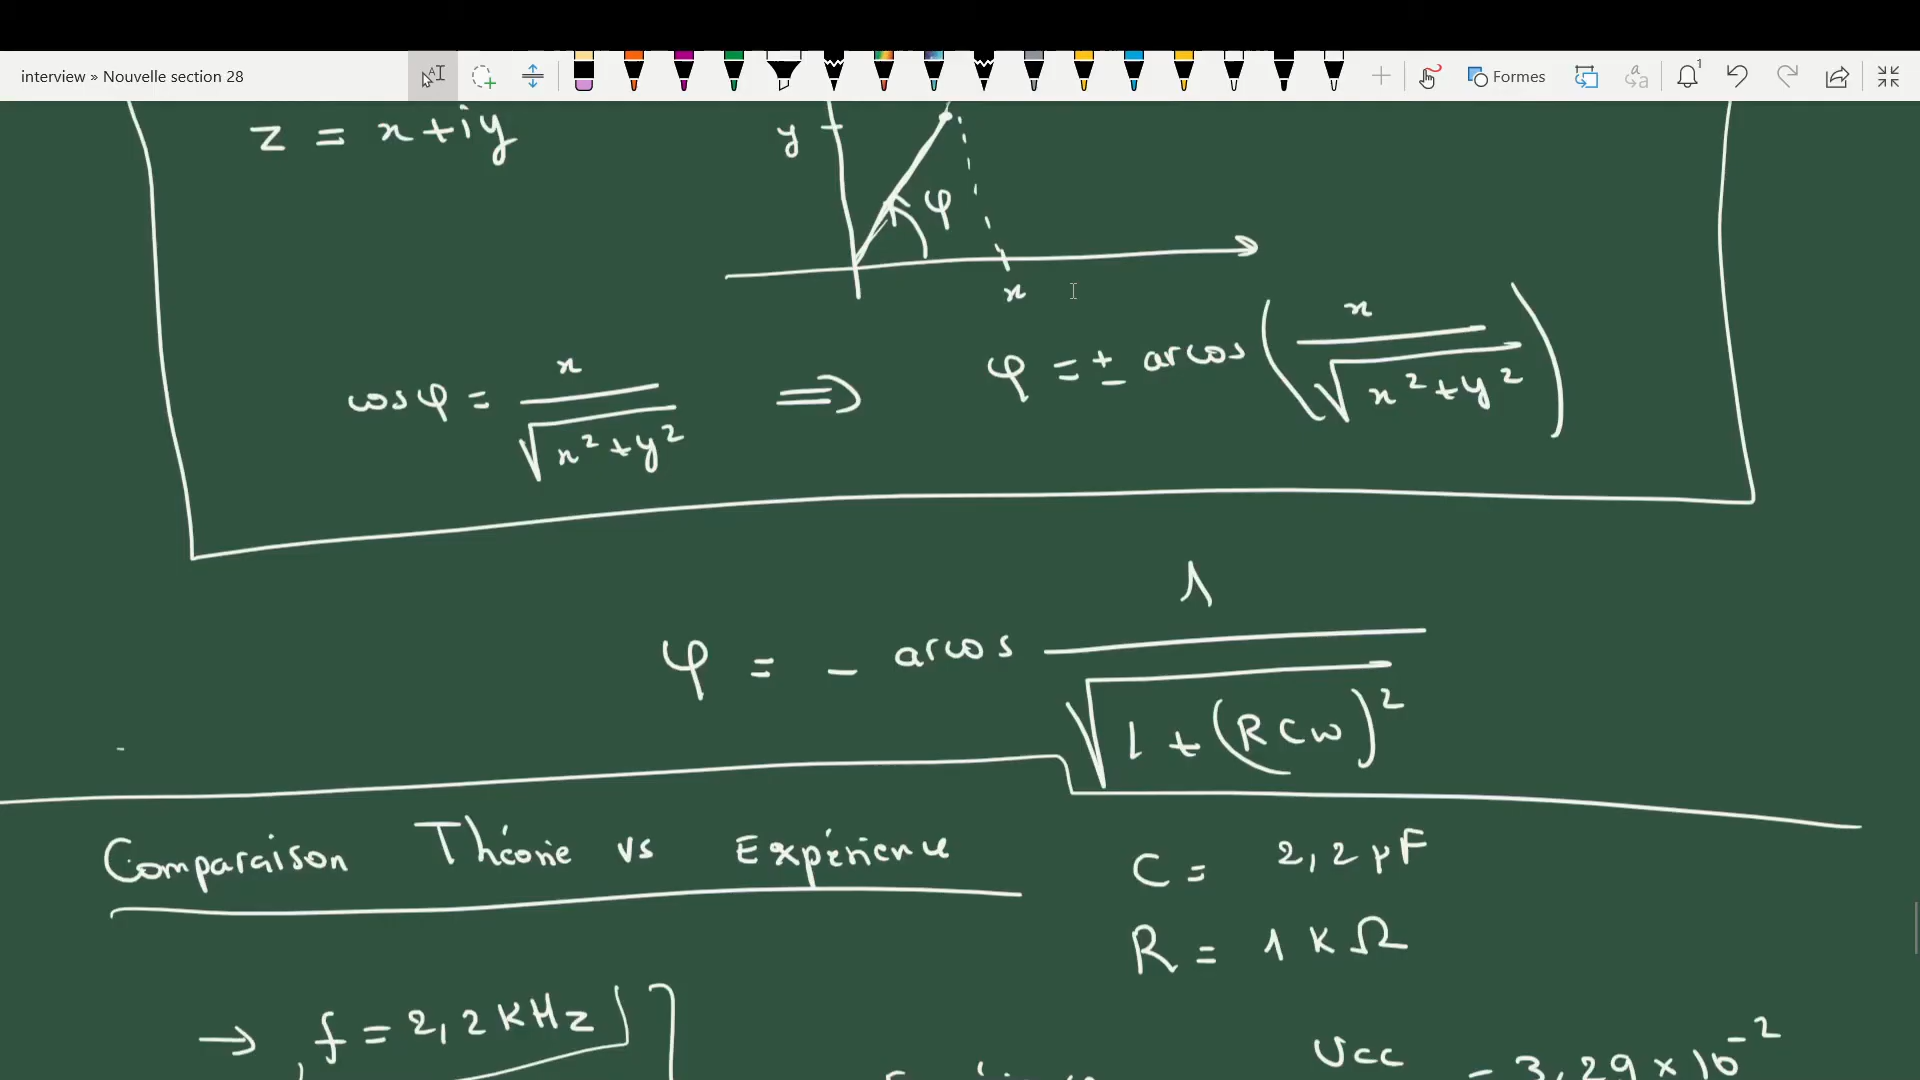 interview » Nouvelle section 28
Formes
1
z = x+iy
y
φ
x
cosφ = x / √(x²+y²) ⟹ φ = ± arcos ( x / √(x²+y²) )
φ = - arcos 1 / √(1 + (RCω)²)
Comparaison Théorie vs Expérience
C = 2,2 µF
R = 1 k Ω
→ f = 2,2 KHz
Ucc = 3,29 × 10⁻²